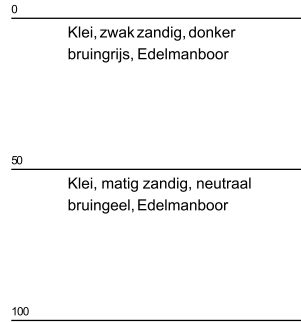 0
Klei, zwak zandig, donker
bruingrijs, Edelmanboor
50
Klei, matig zandig, neutraal
bruingeel, Edelmanboor
100